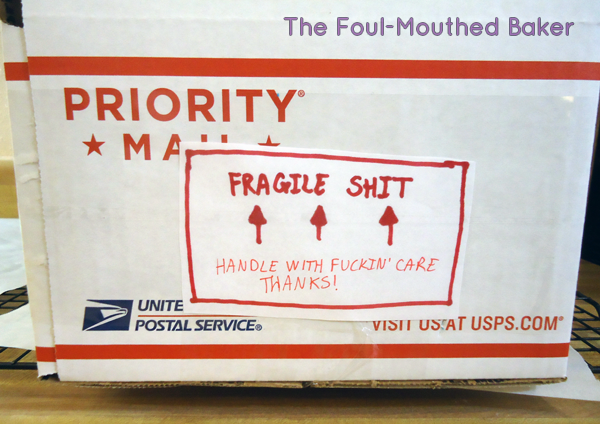 The Foul-Mouthed Baker
PRIORITY®
★ MA
FRAGILE SHIT
HANDLE WITH FUCKIN' CARE
THANKS!
UNITE
POSTAL SERVICE®
VISIT US AT USPS.COM®